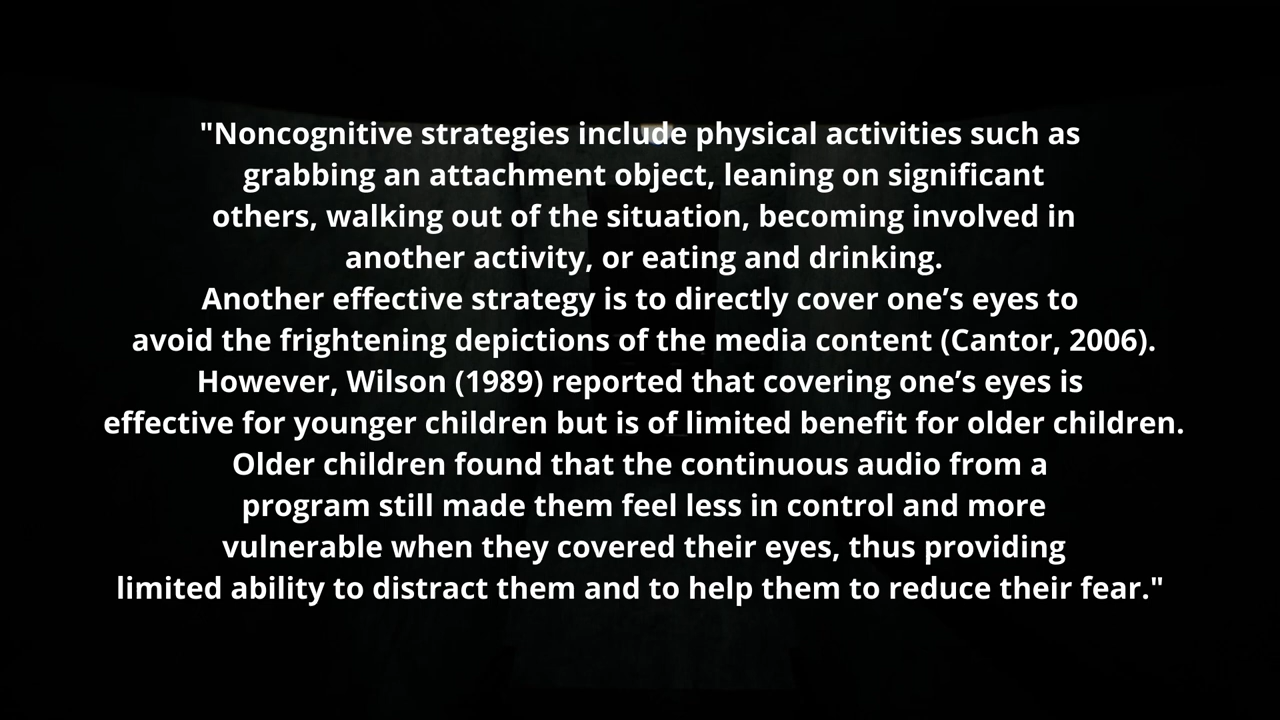 "Noncognitive strategies include physical activities such as
grabbing an attachment object, leaning on significant
others, walking out of the situation, becoming involved in
another activity, or eating and drinking.
Another effective strategy is to directly cover one’s eyes to
avoid the frightening depictions of the media content (Cantor, 2006).
However, Wilson (1989) reported that covering one’s eyes is
effective for younger children but is of limited benefit for older children.
Older children found that the continuous audio from a
program still made them feel less in control and more
vulnerable when they covered their eyes, thus providing
limited ability to distract them and to help them to reduce their fear."